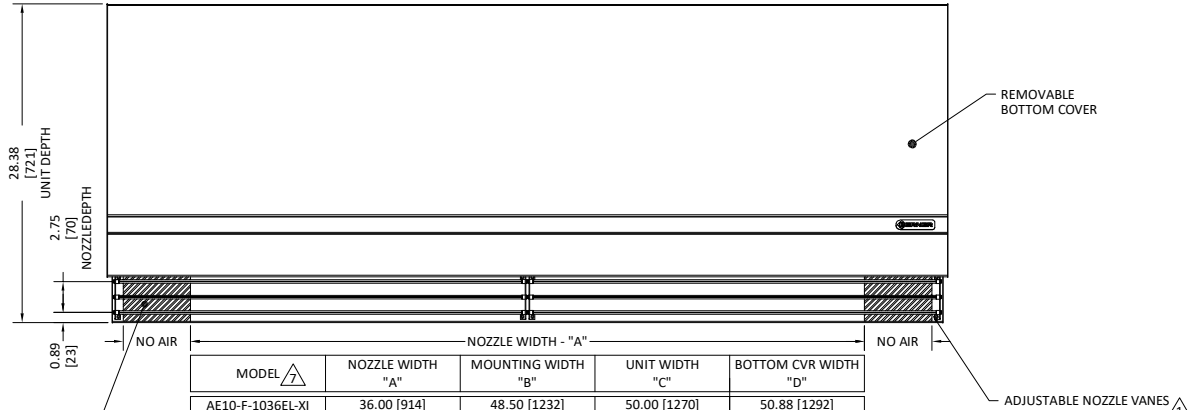 REMOVABLE
BOTTOM COVER
28.38
[721]
UNIT DEPTH
2.75
[70]
NOZZLEDEPTH
BERNER
0.89
[23]
NO AIR
NOZZLE WIDTH - "A"
NO AIR
MODEL 7
NOZZLE WIDTH
"A"
MOUNTING WIDTH
"B"
UNIT WIDTH
"C"
BOTTOM CVR WIDTH
"D"
AE10-F-1036EL-XI
36.00 [914]
48.50 [1232]
50.00 [1270]
50.88 [1292]
ADJUSTABLE NOZZLE VANES